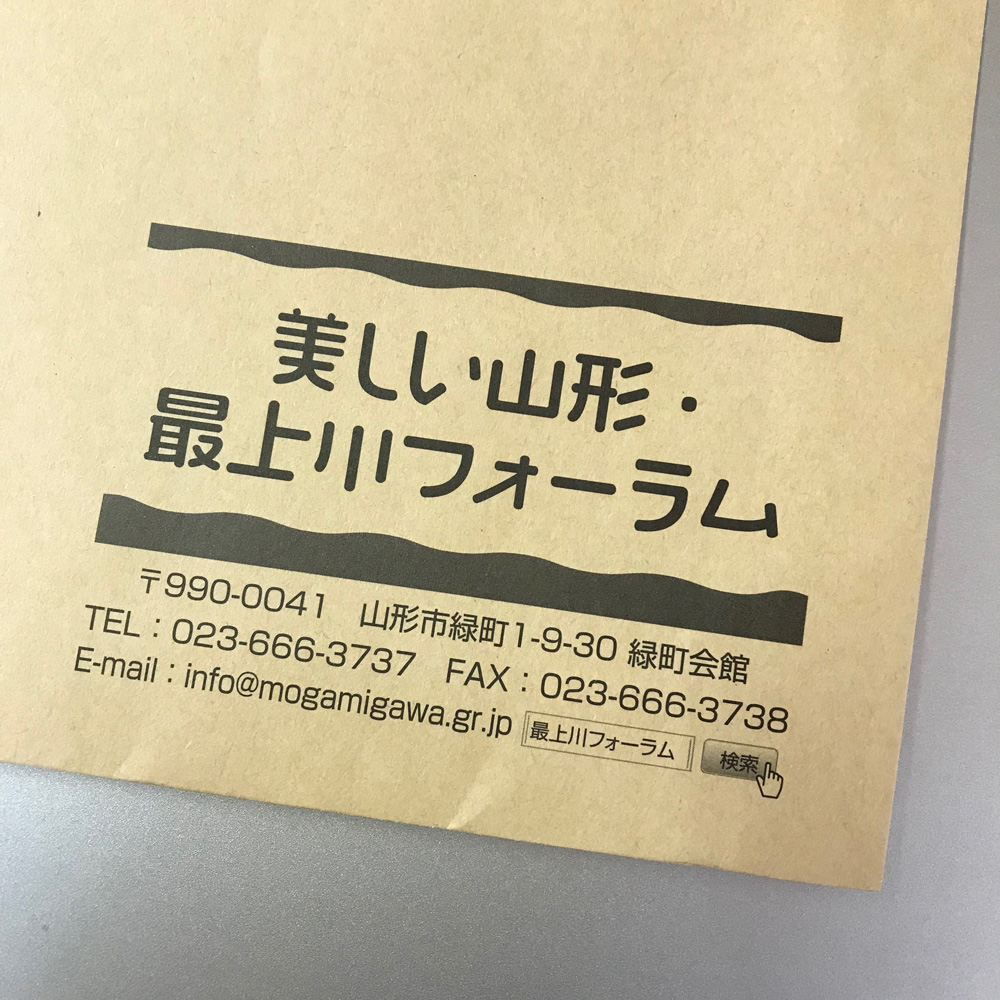 美しい山形・
最上川フォーラム
〒990-0041　山形市緑町1-9-30 緑町会館
TEL：023-666-3737　FAX：023-666-3738
E-mail：info@mogamigawa.gr.jp 最上川フォーラム 検索